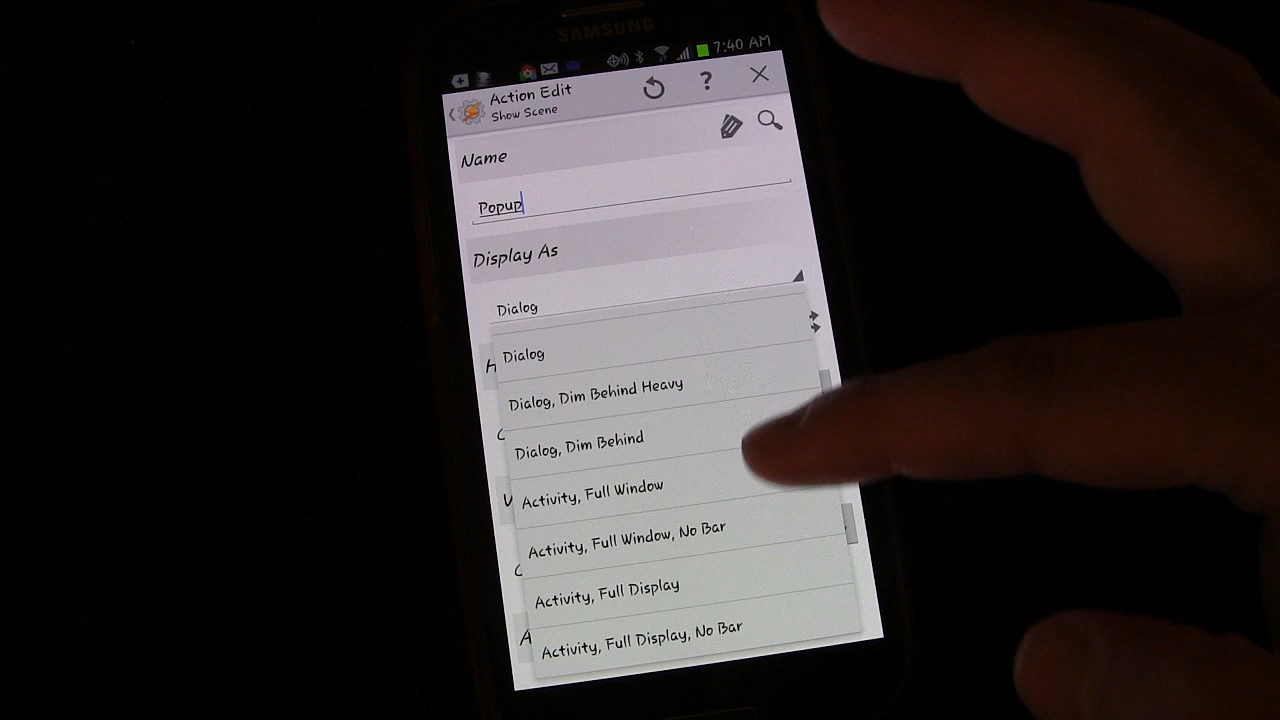 SAMSUNG
7:40 AM
Action Edit
Show Scene
Name
Popup
Display As
Dialog
Dialog
Dialog, Dim Behind Heavy
Dialog, Dim Behind
Activity, Full Window
Activity, Full Window, No Bar
Activity, Full Display
Activity, Full Display, No Bar